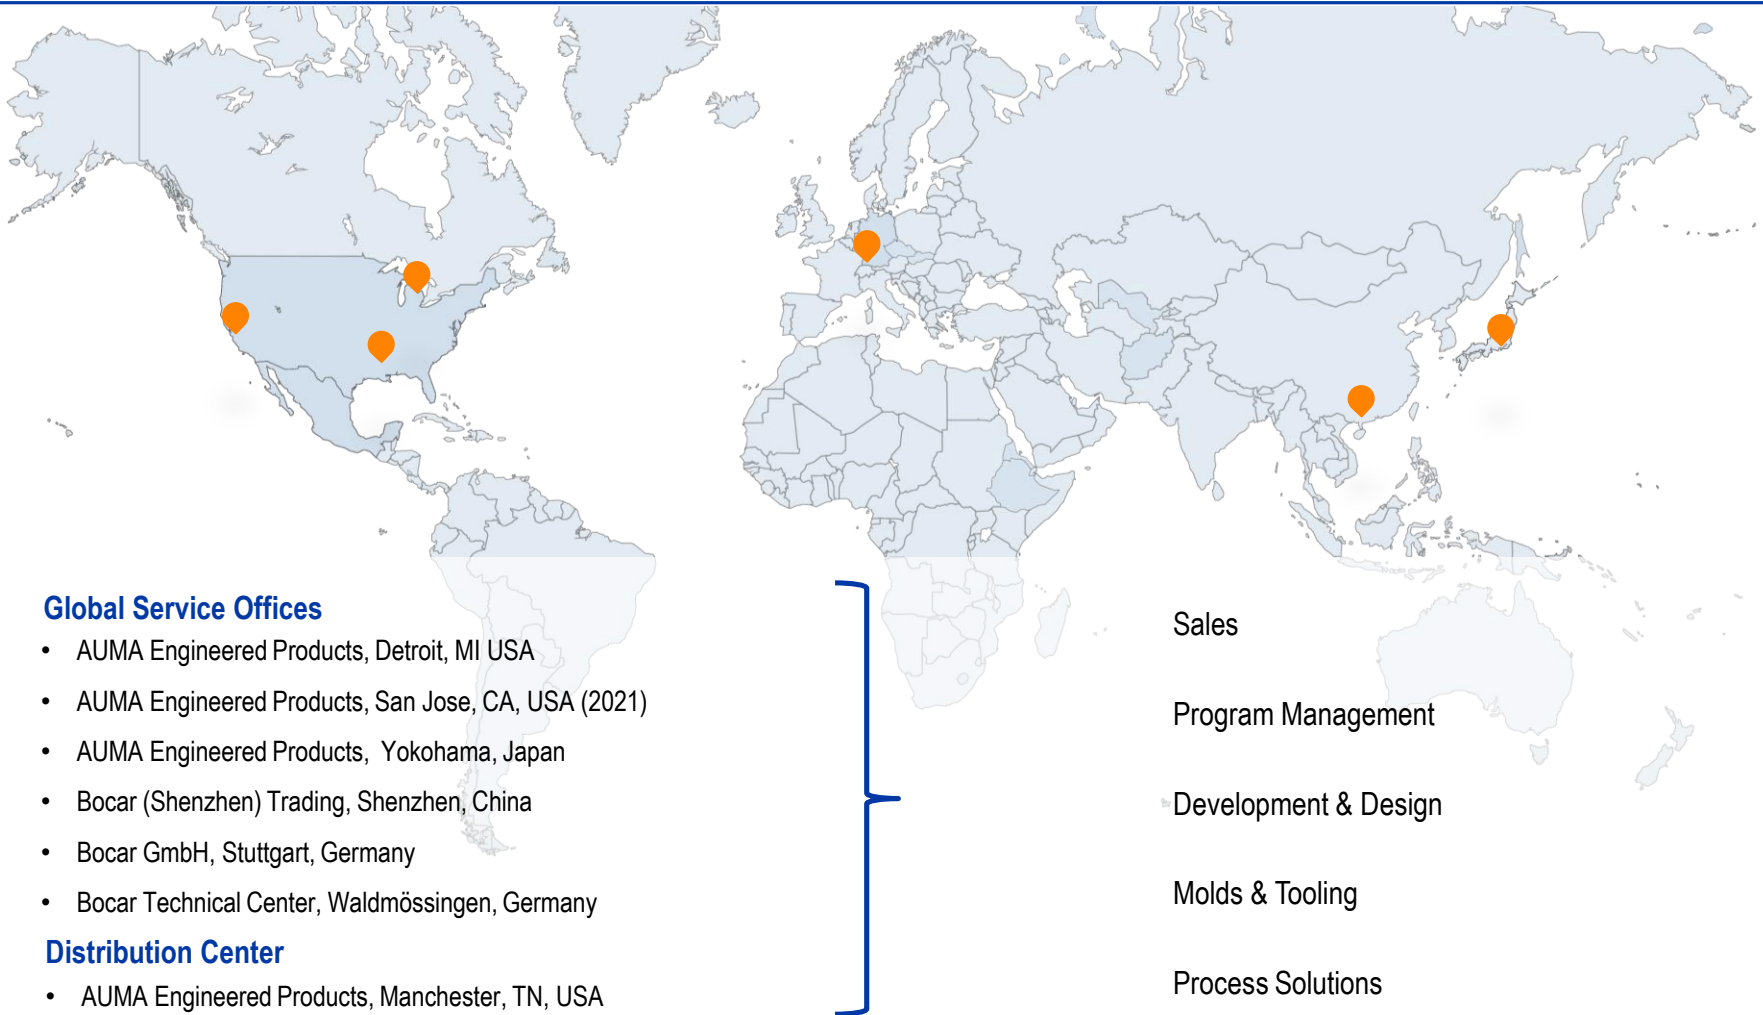 Global Service Offices
• AUMA Engineered Products, Detroit, MI USA
• AUMA Engineered Products, San Jose, CA, USA (2021)
• AUMA Engineered Products, Yokohama, Japan
• Bocar (Shenzhen) Trading, Shenzhen, China
• Bocar GmbH, Stuttgart, Germany
• Bocar Technical Center, Waldmössingen, Germany
Distribution Center
• AUMA Engineered Products, Manchester, TN, USA
Sales
Program Management
Development & Design
Molds & Tooling
Process Solutions